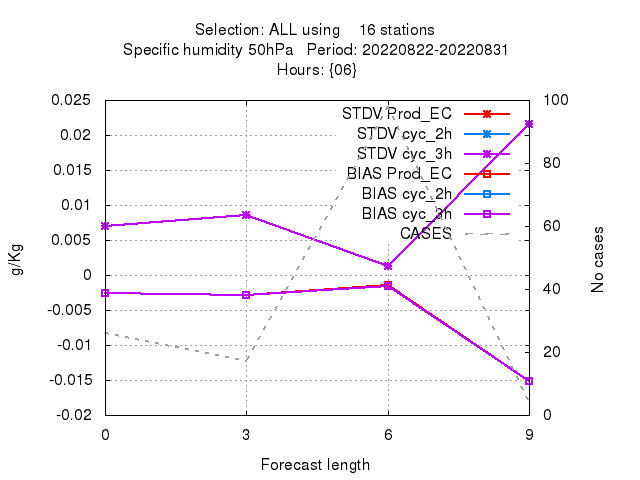 Selection: ALL using 16 stations
Specific humidity 50hPa Period: 20220822-20220831
Hours: {06}
0.025
0.02
0.015
0.01
0.005
0
-0.005
-0.01
-0.015
-0.02
g/Kg
STDV Prod_EC
STDV cyc_2h
STDV cyc_3h
BIAS Prod_EC
BIAS cyc_2h
BIAS cyc_3h
CASES
100
80
60
40
20
0
No cases
0 3 6 9
Forecast length